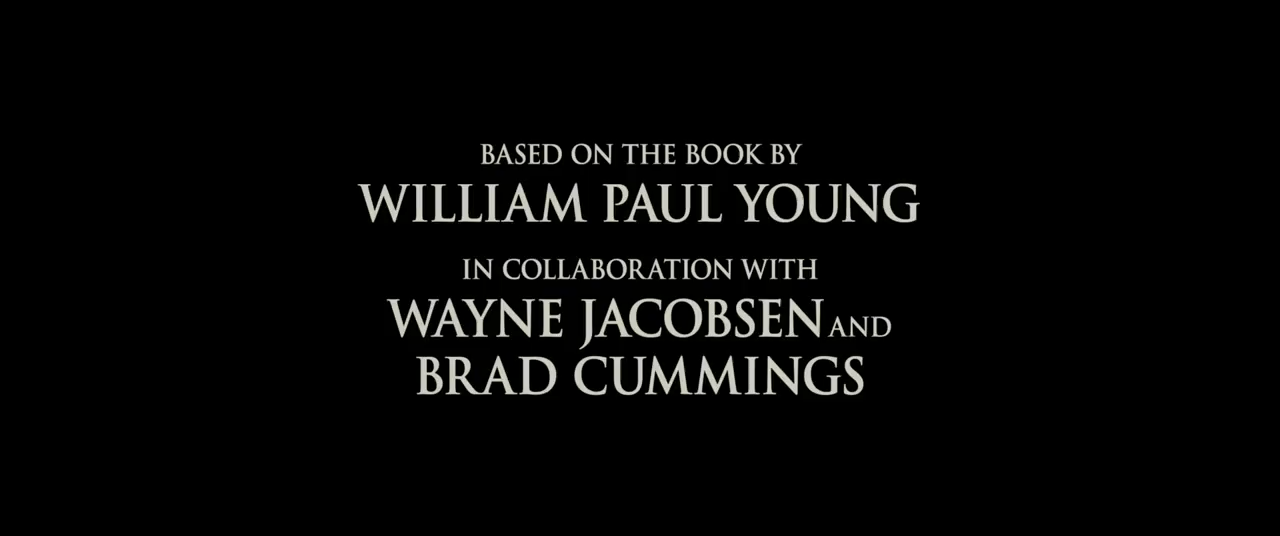 BASED ON THE BOOK BY
WILLIAM PAUL YOUNG
IN COLLABORATION WITH
WAYNE JACOBSEN AND
BRAD CUMMINGS